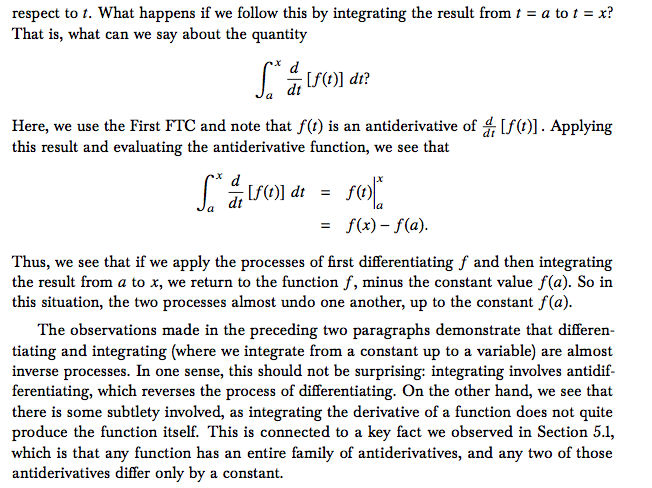 respect to t. What happens if we follow this by integrating the result from t = a to t = x?
That is, what can we say about the quantity
∫ₐˣ d/dt [f(t)] dt?
Here, we use the First FTC and note that f(t) is an antiderivative of d/dt [f(t)]. Applying
this result and evaluating the antiderivative function, we see that
∫ₐˣ d/dt [f(t)] dt = f(t)|ₐˣ
= f(x) − f(a).
Thus, we see that if we apply the processes of first differentiating f and then integrating
the result from a to x, we return to the function f, minus the constant value f(a). So in
this situation, the two processes almost undo one another, up to the constant f(a).
The observations made in the preceding two paragraphs demonstrate that differen-
tiating and integrating (where we integrate from a constant up to a variable) are almost
inverse processes. In one sense, this should not be surprising: integrating involves antidif-
ferentiating, which reverses the process of differentiating. On the other hand, we see that
there is some subtlety involved, as integrating the derivative of a function does not quite
produce the function itself. This is connected to a key fact we observed in Section 5.1,
which is that any function has an entire family of antiderivatives, and any two of those
antiderivatives differ only by a constant.